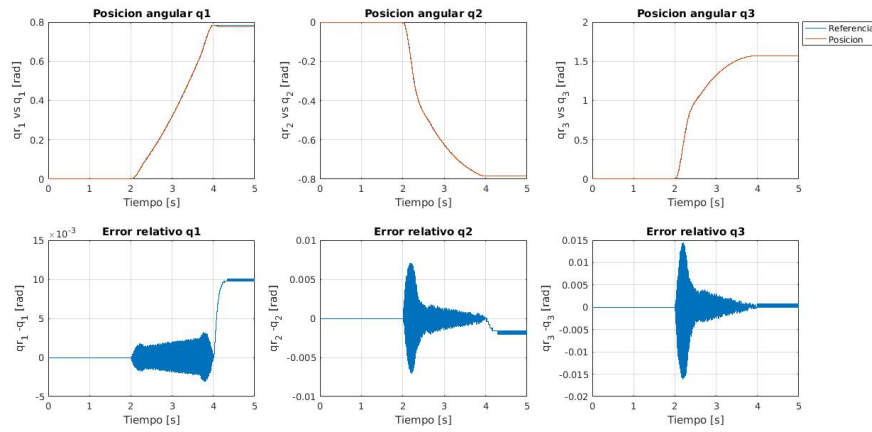 Posicion angular q1
Posicion angular q2
Posicion angular q3
Referencia
Posicion
qr1 vs q1 [rad]
0.8
0.6
0.4
0.2
0
0 1 2 3 4 5
Tiempo [s]
qr2 vs q2 [rad]
0
-0.2
-0.4
-0.6
-0.8
0 1 2 3 4 5
Tiempo [s]
qr3 vs q3 [rad]
2
1.5
1
0.5
0
0 1 2 3 4 5
Tiempo [s]
Error relativo q1
×10-3
qr1 -q1 [rad]
15
10
5
0
-5
0 1 2 3 4 5
Tiempo [s]
Error relativo q2
qr2 -q2 [rad]
0.01
0.005
0
-0.005
-0.01
0 1 2 3 4 5
Tiempo [s]
Error relativo q3
qr3 -q3 [rad]
0.015
0.01
0.005
0
-0.005
-0.01
-0.015
-0.02
0 1 2 3 4 5
Tiempo [s]